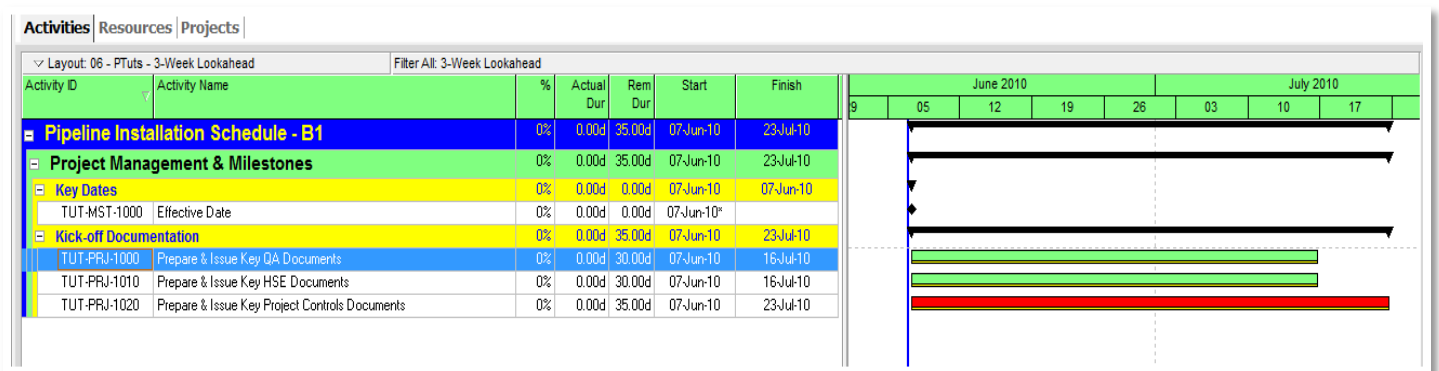 Activities Resources Projects
Layout: 06 - PTuts - 3-Week Lookahead Filter All: 3-Week Lookahead
Activity ID Activity Name % Actual Dur Rem Dur Start Finish June 2010 July 2010
9 05 12 19 26 03 10 17
Pipeline Installation Schedule - B1 0% 0.00d 35.00d 07-Jun-10 23-Jul-10
Project Management & Milestones 0% 0.00d 35.00d 07-Jun-10 23-Jul-10
Key Dates 0% 0.00d 0.00d 07-Jun-10 07-Jun-10
TUT-MST-1000 Effective Date 0% 0.00d 0.00d 07-Jun-10*
Kick-off Documentation 0% 0.00d 35.00d 07-Jun-10 23-Jul-10
TUT-PRJ-1000 Prepare & Issue Key QA Documents 0% 0.00d 30.00d 07-Jun-10 16-Jul-10
TUT-PRJ-1010 Prepare & Issue Key HSE Documents 0% 0.00d 30.00d 07-Jun-10 16-Jul-10
TUT-PRJ-1020 Prepare & Issue Key Project Controls Documents 0% 0.00d 35.00d 07-Jun-10 23-Jul-10